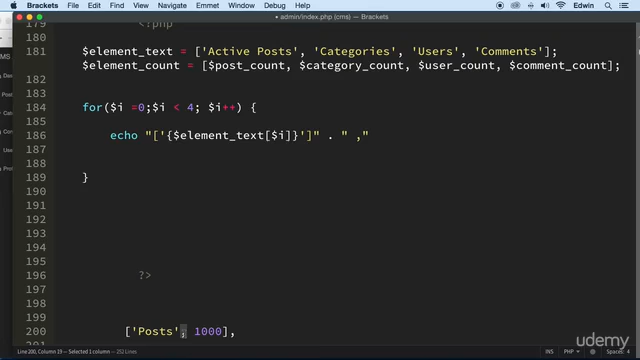 Brackets File Edit Find View Navigate Emmet Window Debug Help Edwin
• admin/index.php (cms) — Brackets
179 <?php
180
181 $element_text = ['Active Posts', 'Categories', 'Users', 'Comments'];
$element_count = [$post_count, $category_count, $user_count, $comment_count];
182
183
184 for($i =0;$i < 4; $i++) {
185
186 echo "['{$element_text[$i]}']" . " ,"
187
188
189 }
190
191
192
193
194
195
196 ?>
197
198
199
200 ['Posts', 1000],
Line 200, Column 19 — Selected 1 column — 252 Lines INS PHP Spaces: 4
udemy